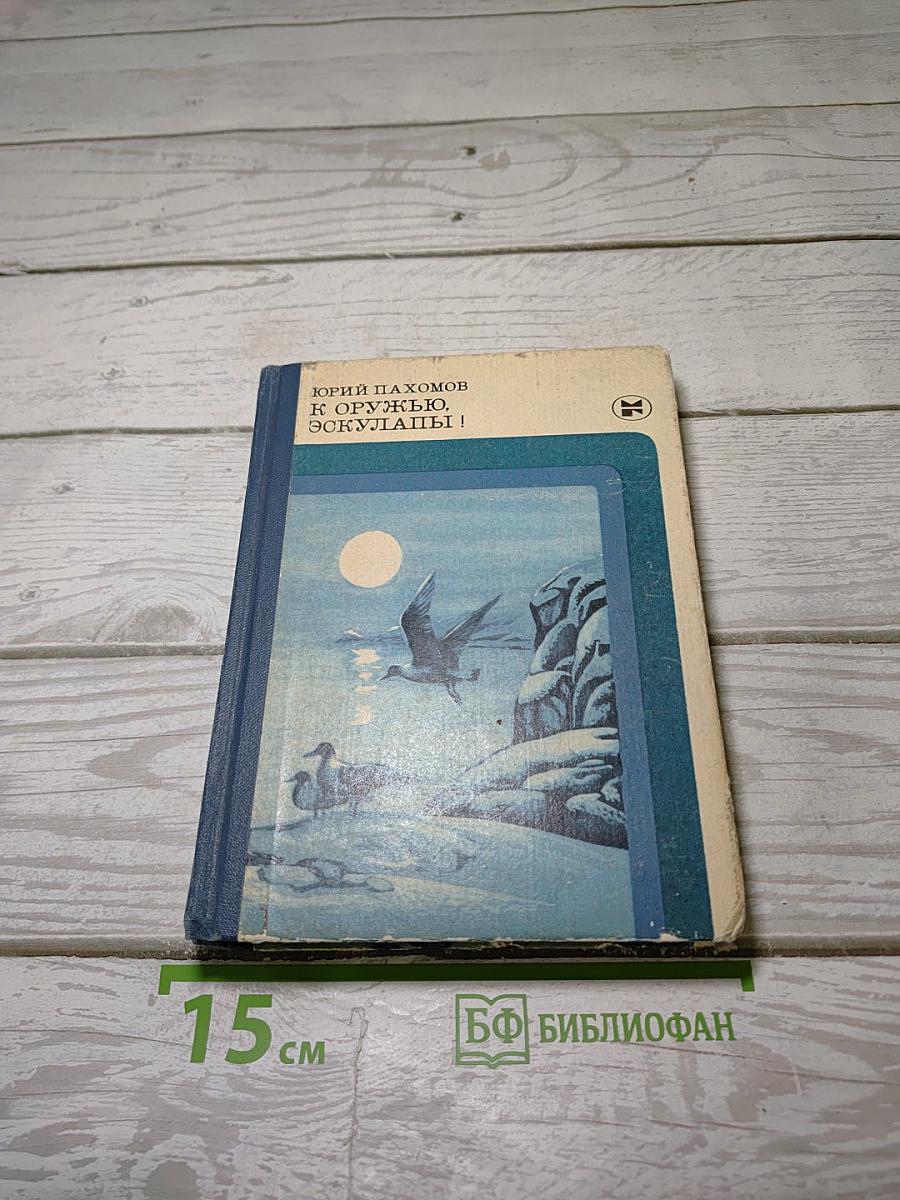 ЮРИЙ ПАХОМОВ
К ОРУЖЬЮ,
ЭСКУЛАПЫ!
15 см
БФ БИБЛИОФАН